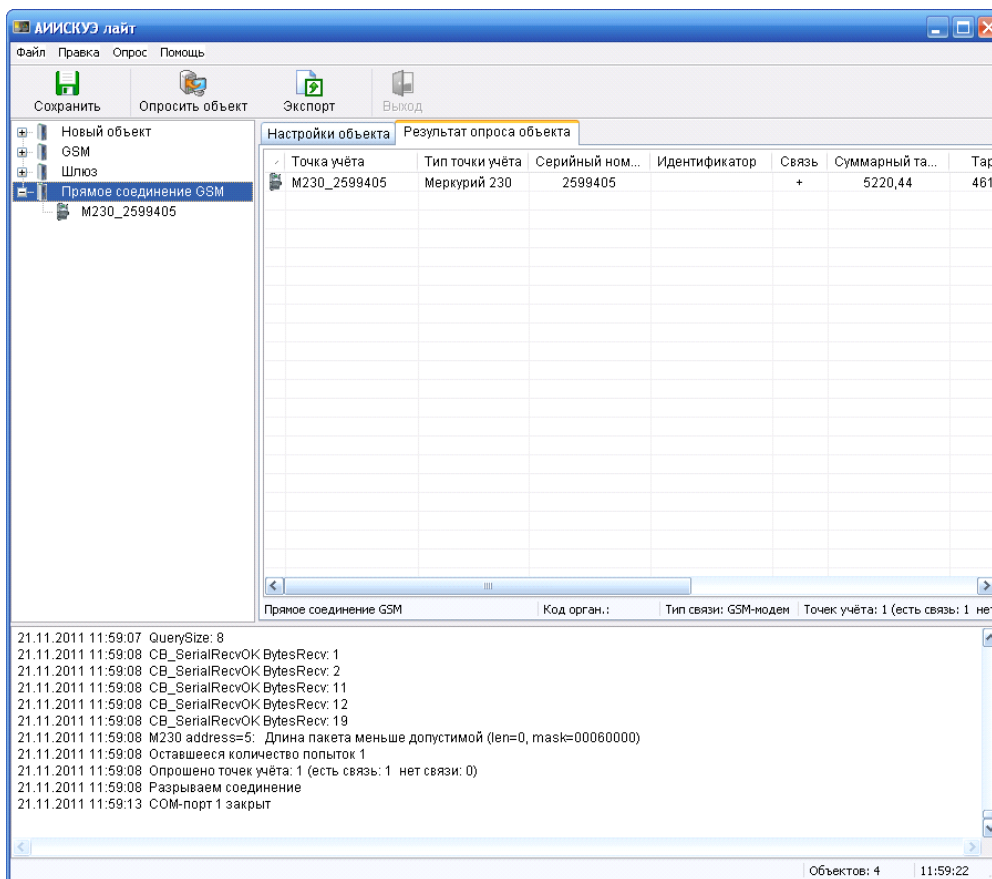 АИИСКУЭ лайт
Файл Правка Опрос Помощь
Сохранить Опросить объект Экспорт Выход
Новый объект
GSM
Шлюз
Прямое соединение GSM
М230_2599405
Настройки объекта Результат опроса объекта
Точка учёта Тип точки учёта Серийный ном... Идентификатор Связь Суммарный та... Тар
М230_2599405 Меркурий 230 2599405 + 5220,44 461
Прямое соединение GSM Код орган.: Тип связи: GSM-модем Точек учёта: 1 (есть связь: 1 нет
21.11.2011 11:59:07 QuerySize: 8
21.11.2011 11:59:08 CB_SerialRecvOK BytesRecv: 1
21.11.2011 11:59:08 CB_SerialRecvOK BytesRecv: 2
21.11.2011 11:59:08 CB_SerialRecvOK BytesRecv: 11
21.11.2011 11:59:08 CB_SerialRecvOK BytesRecv: 12
21.11.2011 11:59:08 CB_SerialRecvOK BytesRecv: 19
21.11.2011 11:59:08 M230 address=5: Длина пакета меньше допустимой (len=0, mask=00060000)
21.11.2011 11:59:08 Оставшееся количество попыток 1
21.11.2011 11:59:08 Опрошено точек учёта: 1 (есть связь: 1 нет связи: 0)
21.11.2011 11:59:08 Разрываем соединение
21.11.2011 11:59:13 COM-порт 1 закрыт
Объектов: 4 11:59:22